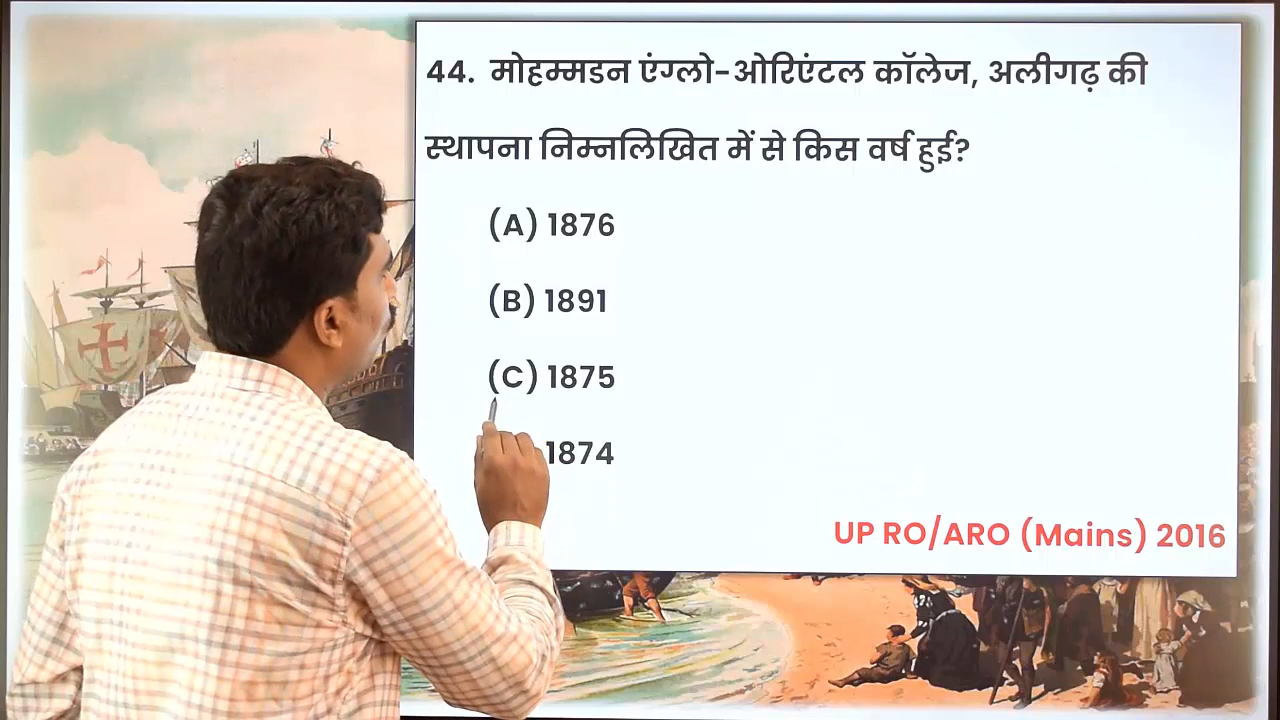 44. मोहम्मडन एंग्लो-ओरिएंटल कॉलेज, अलीगढ़ की
स्थापना निम्नलिखित में से किस वर्ष हुई?
(A) 1876
(B) 1891
(C) 1875
1874
UP RO/ARO (Mains) 2016